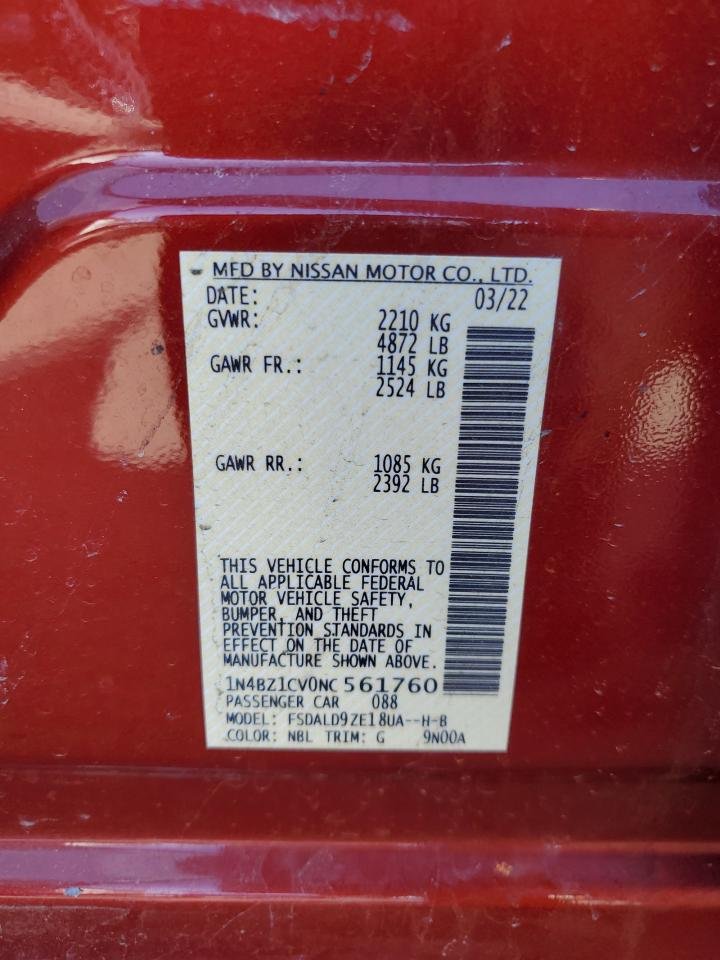 MFD BY NISSAN MOTOR CO., LTD.
DATE: 03/22
GVWR: 2210 KG
4872 LB
GAWR FR.: 1145 KG
2524 LB
GAWR RR.: 1085 KG
2392 LB
THIS VEHICLE CONFORMS TO
ALL APPLICABLE FEDERAL
MOTOR VEHICLE SAFETY,
BUMPER, AND THEFT
PREVENTION STANDARDS IN
EFFECT ON THE DATE OF
MANUFACTURE SHOWN ABOVE.
1N4BZ1CV0NC 561760
PASSENGER CAR 088
MODEL: FSDALD9ZE18UA--H-B
COLOR: NBL TRIM: G 9N00A